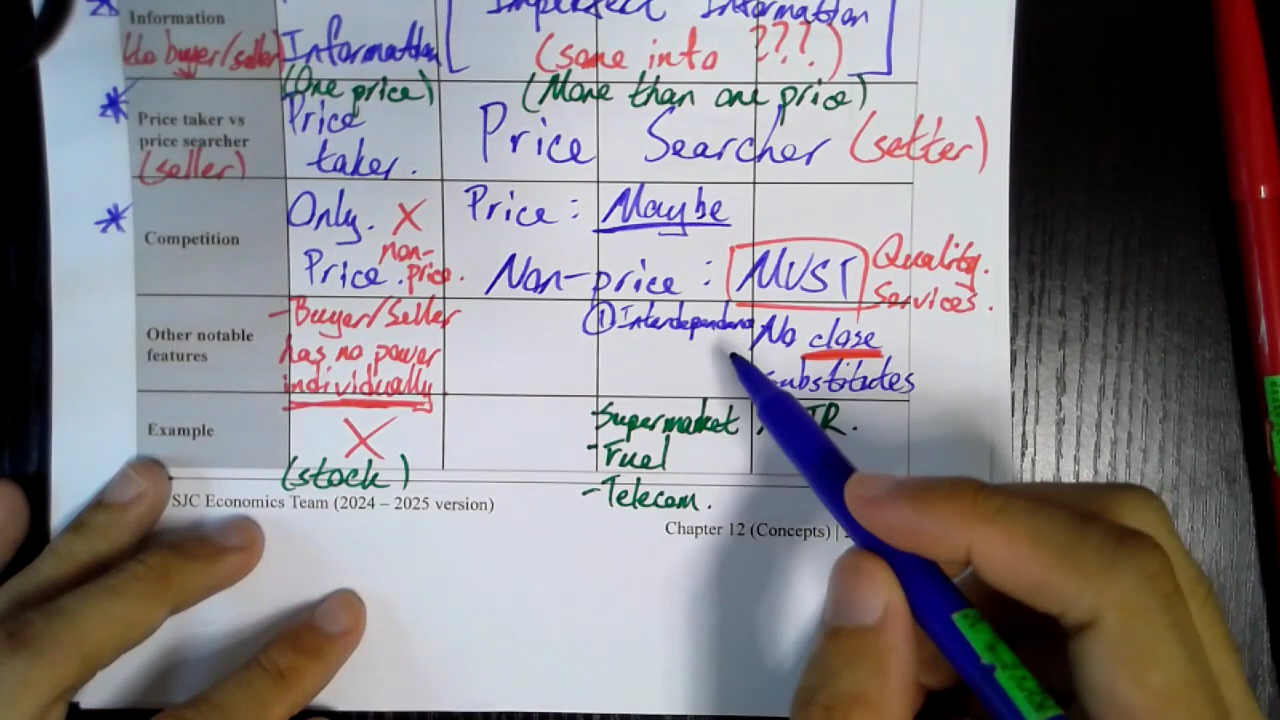 Information
Imperfect Information
(No buyer/seller)
Information
(some info ???)
(One price)
(More than one price)
Price taker vs
price searcher
(seller)
Price
taker.
Price Searcher (setter)
Competition
Only. X
non-
Price. price.
Price: Maybe
Non-price: MUST
Quality.
Services.
Other notable
features
- Buyer/Seller
has no power
individually
① Interdependence
No close
substitutes
Example
X
(stock)
Supermarket
- Fuel
- Telecom.
TR.
SJC Economics Team (2024 – 2025 version)
Chapter 12 (Concepts) |